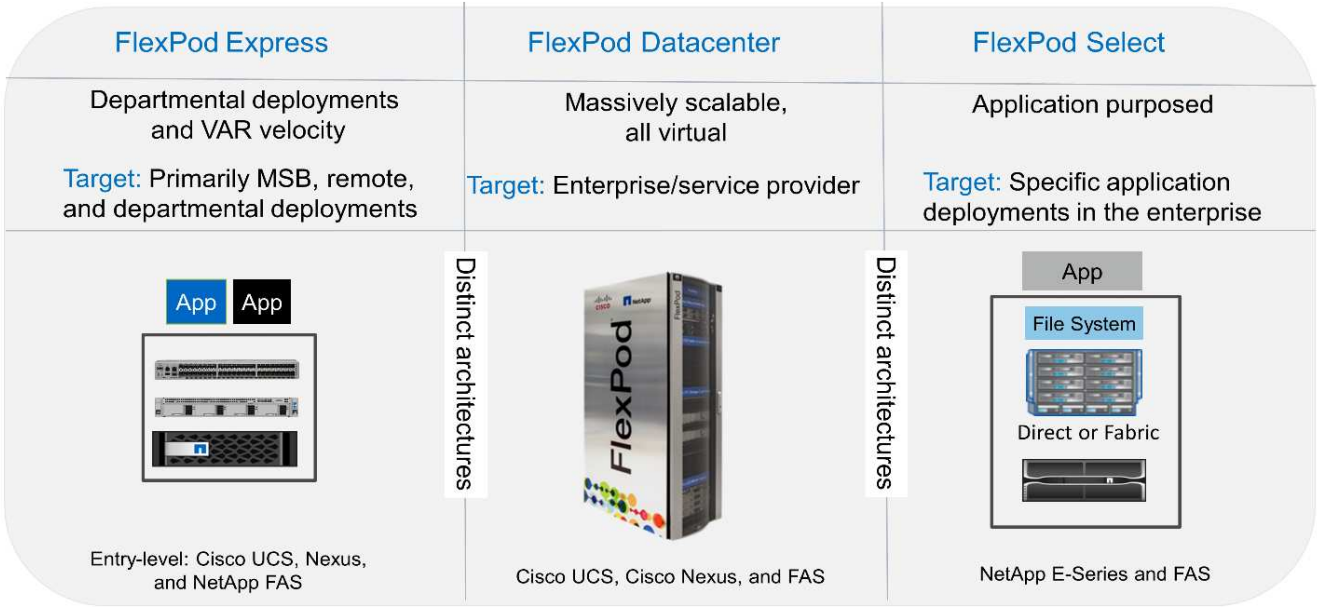 FlexPod Express
FlexPod Datacenter
FlexPod Select
Departmental deployments
and VAR velocity
Massively scalable,
all virtual
Application purposed
Target: Primarily MSB, remote,
and departmental deployments
Target: Enterprise/service provider
Target: Specific application
deployments in the enterprise
App
App
Distinct architectures
CISCO
NetApp
FlexPod
FlexPod
Distinct architectures
App
File System
Direct or Fabric
Entry-level: Cisco UCS, Nexus,
and NetApp FAS
Cisco UCS, Cisco Nexus, and FAS
NetApp E-Series and FAS